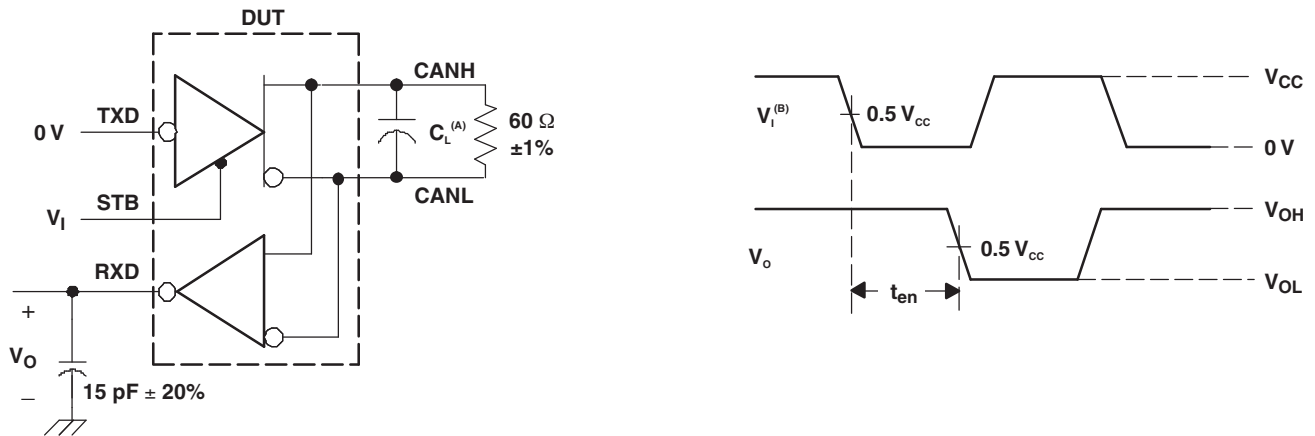 DUT
CANH
TXD
0 V
C_L^(A)
60 Ω
±1%
STB
V_I
CANL
RXD
+
V_O
–
15 pF ± 20%
V_CC
V_I^(B)
0.5 V_CC
0 V
V_OH
0.5 V_CC
V_O
t_en
V_OL